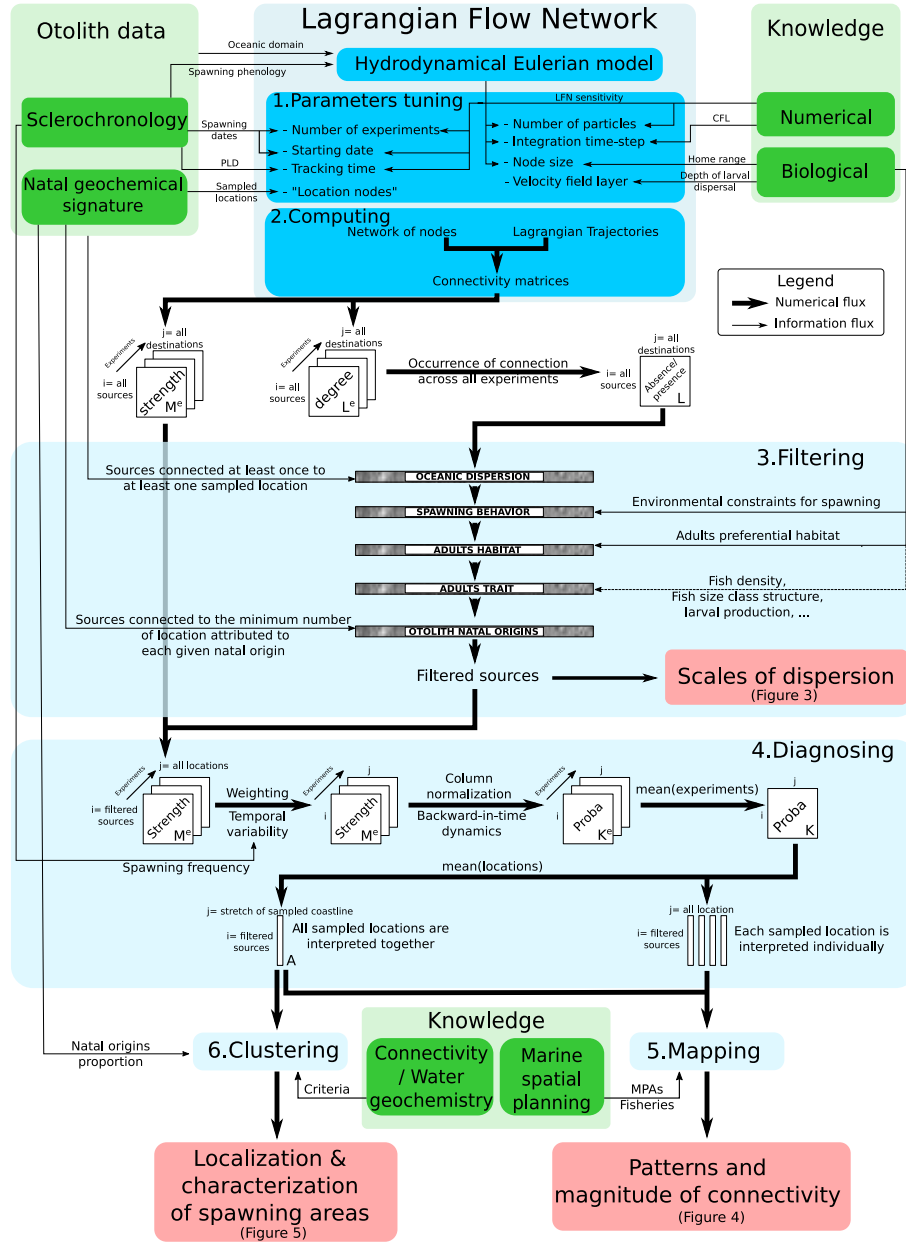 Otolith data
Lagrangian Flow Network
Knowledge
Oceanic domain
Spawning phenology
Hydrodynamical Eulerian model
Sclerochronology
Natal geochemical
signature
Spawning
dates
PLD
Sampled
locations
1.Parameters tuning
LFN sensitivity
- Number of experiments
- Starting date
- Tracking time
- "Location nodes"
- Number of particles
- Integration time-step
- Node size
- Velocity field layer
CFL
Home range
Depth of larval
dispersal
Numerical
Biological
2.Computing
Network of nodes
Lagrangian Trajectories
Connectivity matrices
Legend
Numerical flux
Information flux
Experiments
j= all
destinations
i= all
sources
strength
Mᵉ
Experiments
j= all
destinations
i= all
sources
degree
Lᵉ
Occurrence of connection
across all experiments
j= all
destinations
i= all
sources
Absence/
presence
L
3.Filtering
Sources connected at least once to
at least one sampled location
OCEANIC DISPERSION
SPAWNING BEHAVIOR
Environmental constraints for spawning
ADULTS HABITAT
Adults preferential habitat
ADULTS TRAIT
Fish density,
Fish size class structure,
larval production, ...
Sources connected to the minimum number
of location attributed to
each given natal origin
OTOLITH NATAL ORIGINS
Filtered sources
Scales of dispersion
(Figure 3)
4.Diagnosing
Experiments
j= all locations
i= filtered
sources
Strength
Mᵉ
Weighting
Temporal
variability
Spawning frequency
Experiments
j
i
Strength
Mᵉ
Column
normalization
Backward-in-time
dynamics
Experiments
j
i
Proba
Kᵉ
mean(experiments)
j
i
Proba
K
mean(locations)
j= stretch of sampled coastline
i= filtered
sources
A
All sampled locations are
interpreted together
j= all location
i= filtered
sources
Each sampled location is
interpreted individually
Natal origins
proportion
6.Clustering
Criteria
Knowledge
Connectivity
/ Water
geochemistry
Marine
spatial
planning
MPAs
Fisheries
5.Mapping
Localization &
characterization
of spawning areas
(Figure 5)
Patterns and
magnitude of connectivity
(Figure 4)